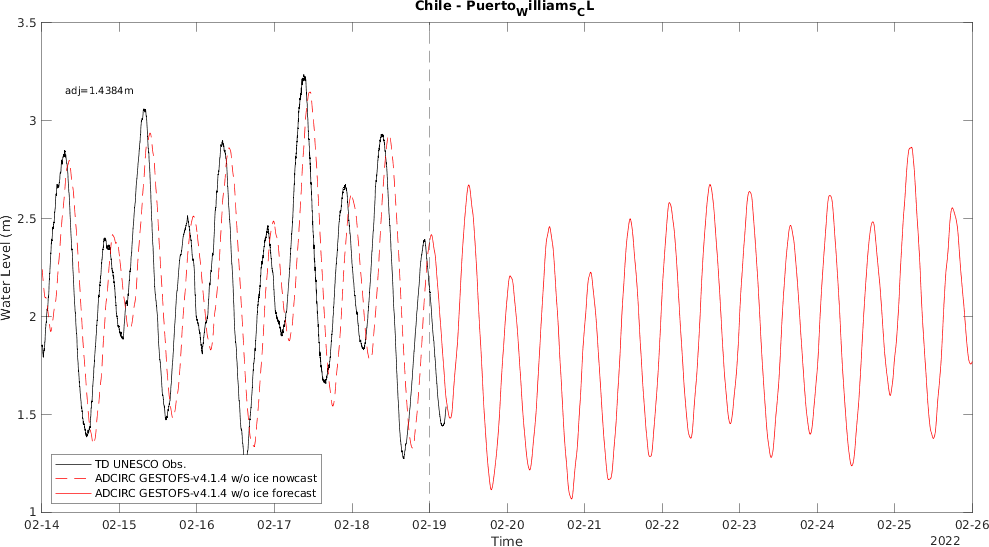 Chile - PuertoWilliamsCL
3.5
adj=1.4384m
3
2.5
Water Level (m)
2
1.5
TD UNESCO Obs.
ADCIRC GESTOFS-v4.1.4 w/o ice nowcast
ADCIRC GESTOFS-v4.1.4 w/o ice forecast
1
02-14 02-15 02-16 02-17 02-18 02-19 02-20 02-21 02-22 02-23 02-24 02-25 02-26
Time
2022